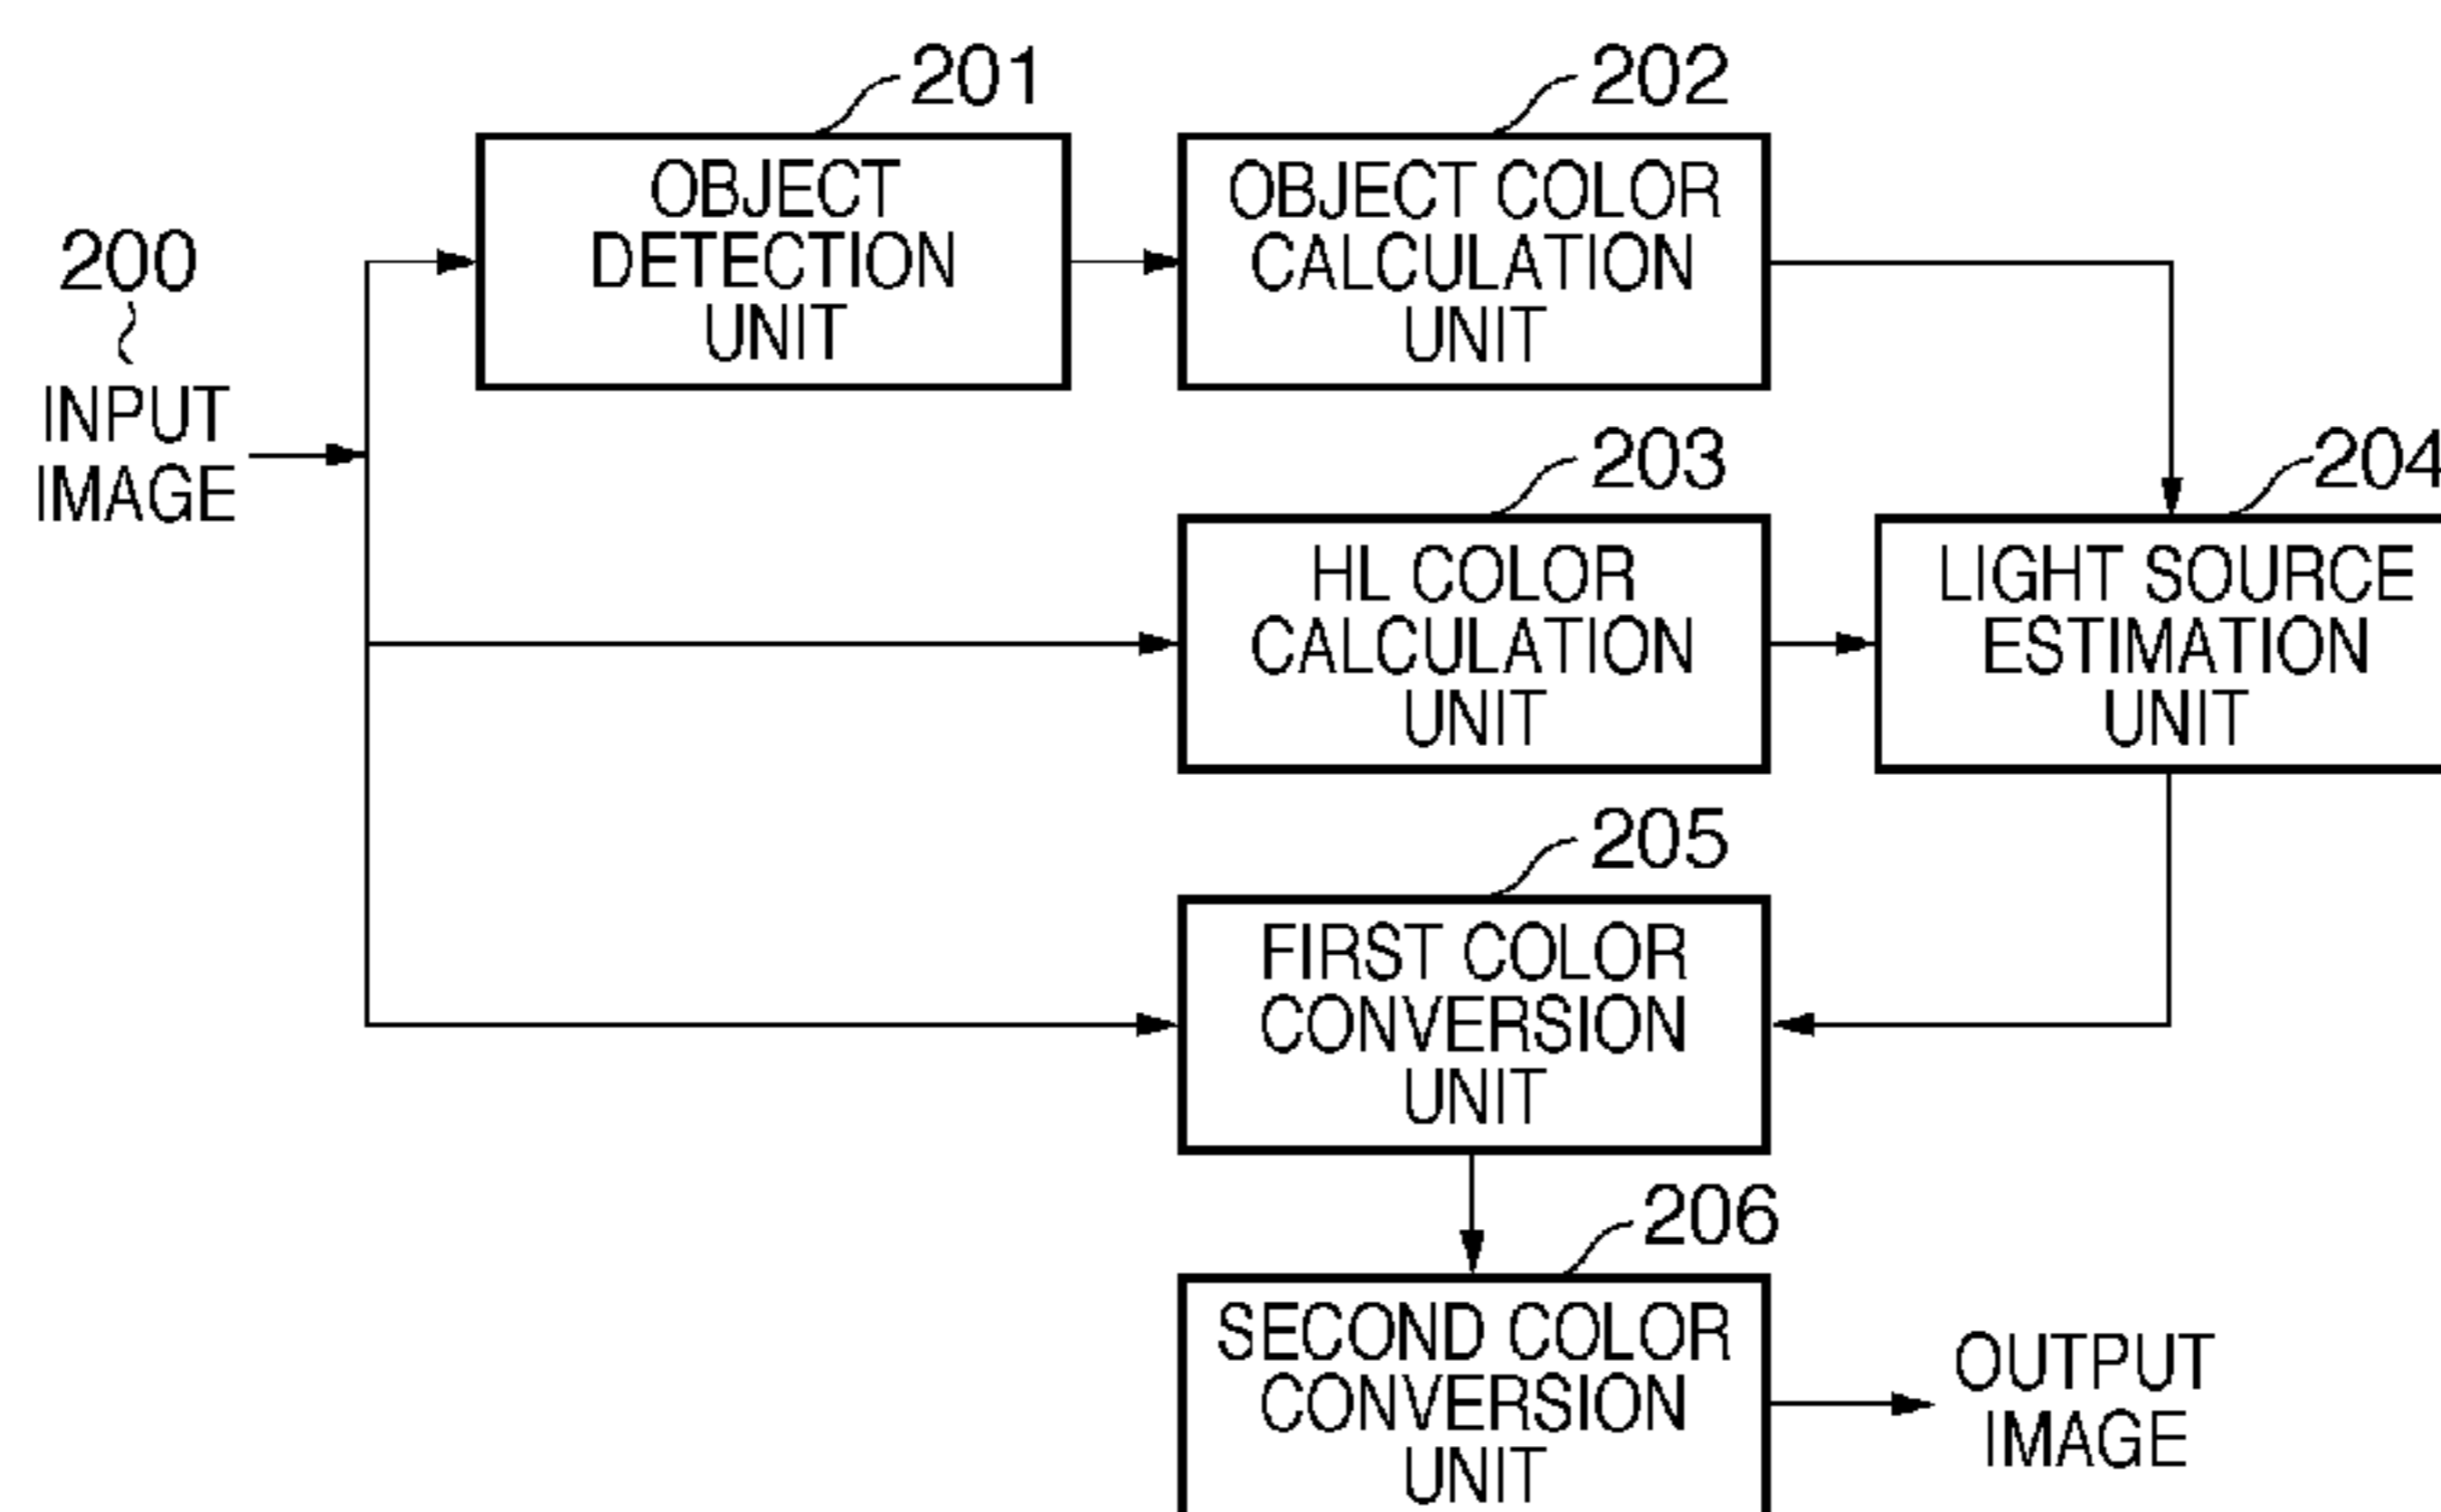 201
202
OBJECT
DETECTION
UNIT
OBJECT COLOR
CALCULATION
UNIT
200
INPUT
IMAGE
203
204
HL COLOR
CALCULATION
UNIT
LIGHT SOURCE
ESTIMATION
UNIT
205
FIRST COLOR
CONVERSION
UNIT
206
SECOND COLOR
CONVERSION
UNIT
OUTPUT
IMAGE